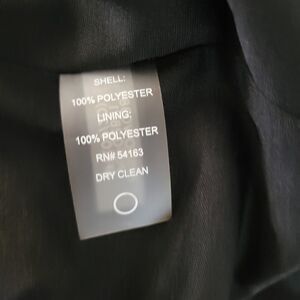 SHELL:
100% POLYESTER
LINING:
100% POLYESTER
RN# 54163
DRY CLEAN